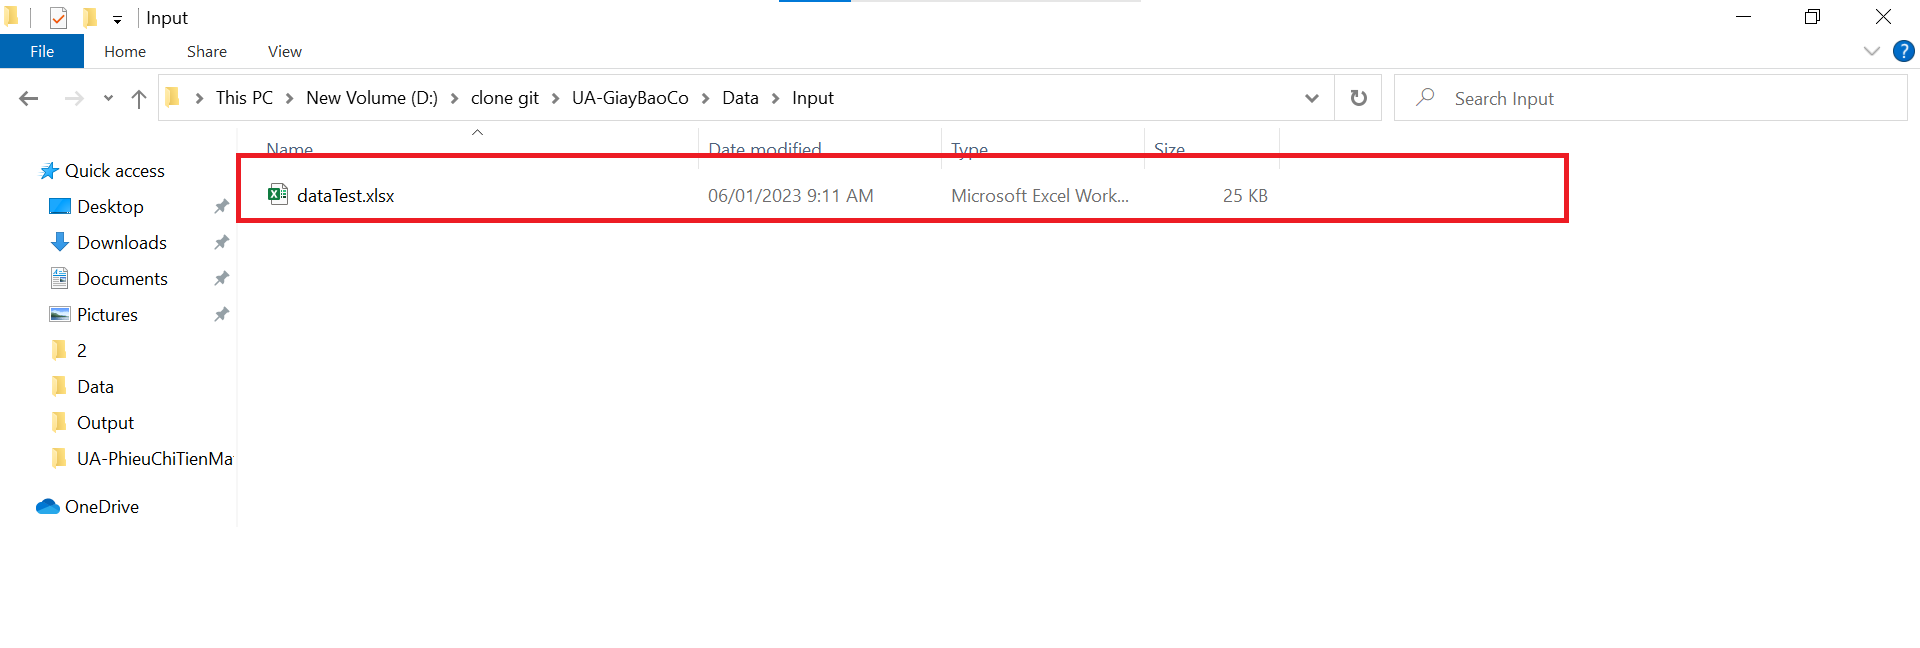 Input
File Home Share View
This PC New Volume (D:) clone git UA-GiayBaoCo Data Input Search Input
Name Date modified Type Size
dataTest.xlsx 06/01/2023 9:11 AM Microsoft Excel Work... 25 KB
Quick access
Desktop
Downloads
Documents
Pictures
2
Data
Output
UA-PhieuChiTienMa
OneDrive